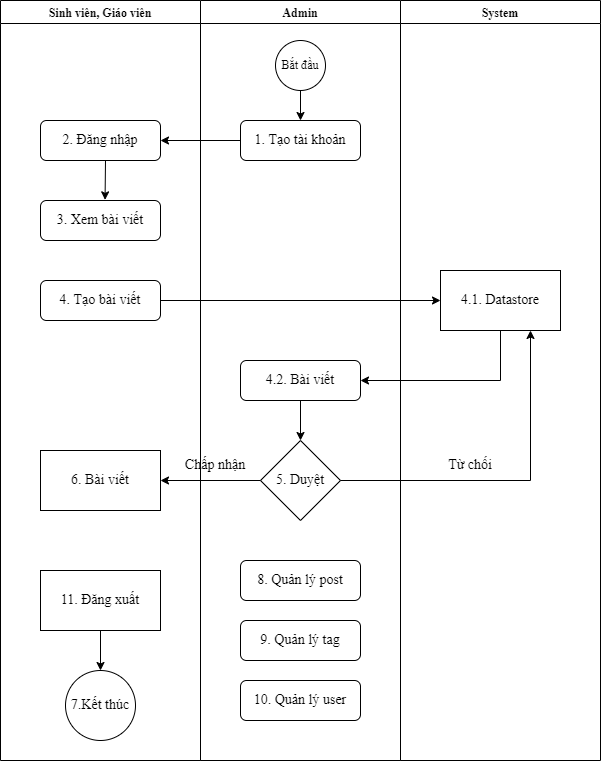 Sinh viên, Giáo viên
Admin
System
Bắt đầu
2. Đăng nhập
1. Tạo tài khoản
3. Xem bài viết
4. Tạo bài viết
4.1. Datastore
4.2. Bài viết
Chấp nhận
Từ chối
6. Bài viết
5. Duyệt
8. Quản lý post
11. Đăng xuất
9. Quản lý tag
10. Quản lý user
7.Kết thúc